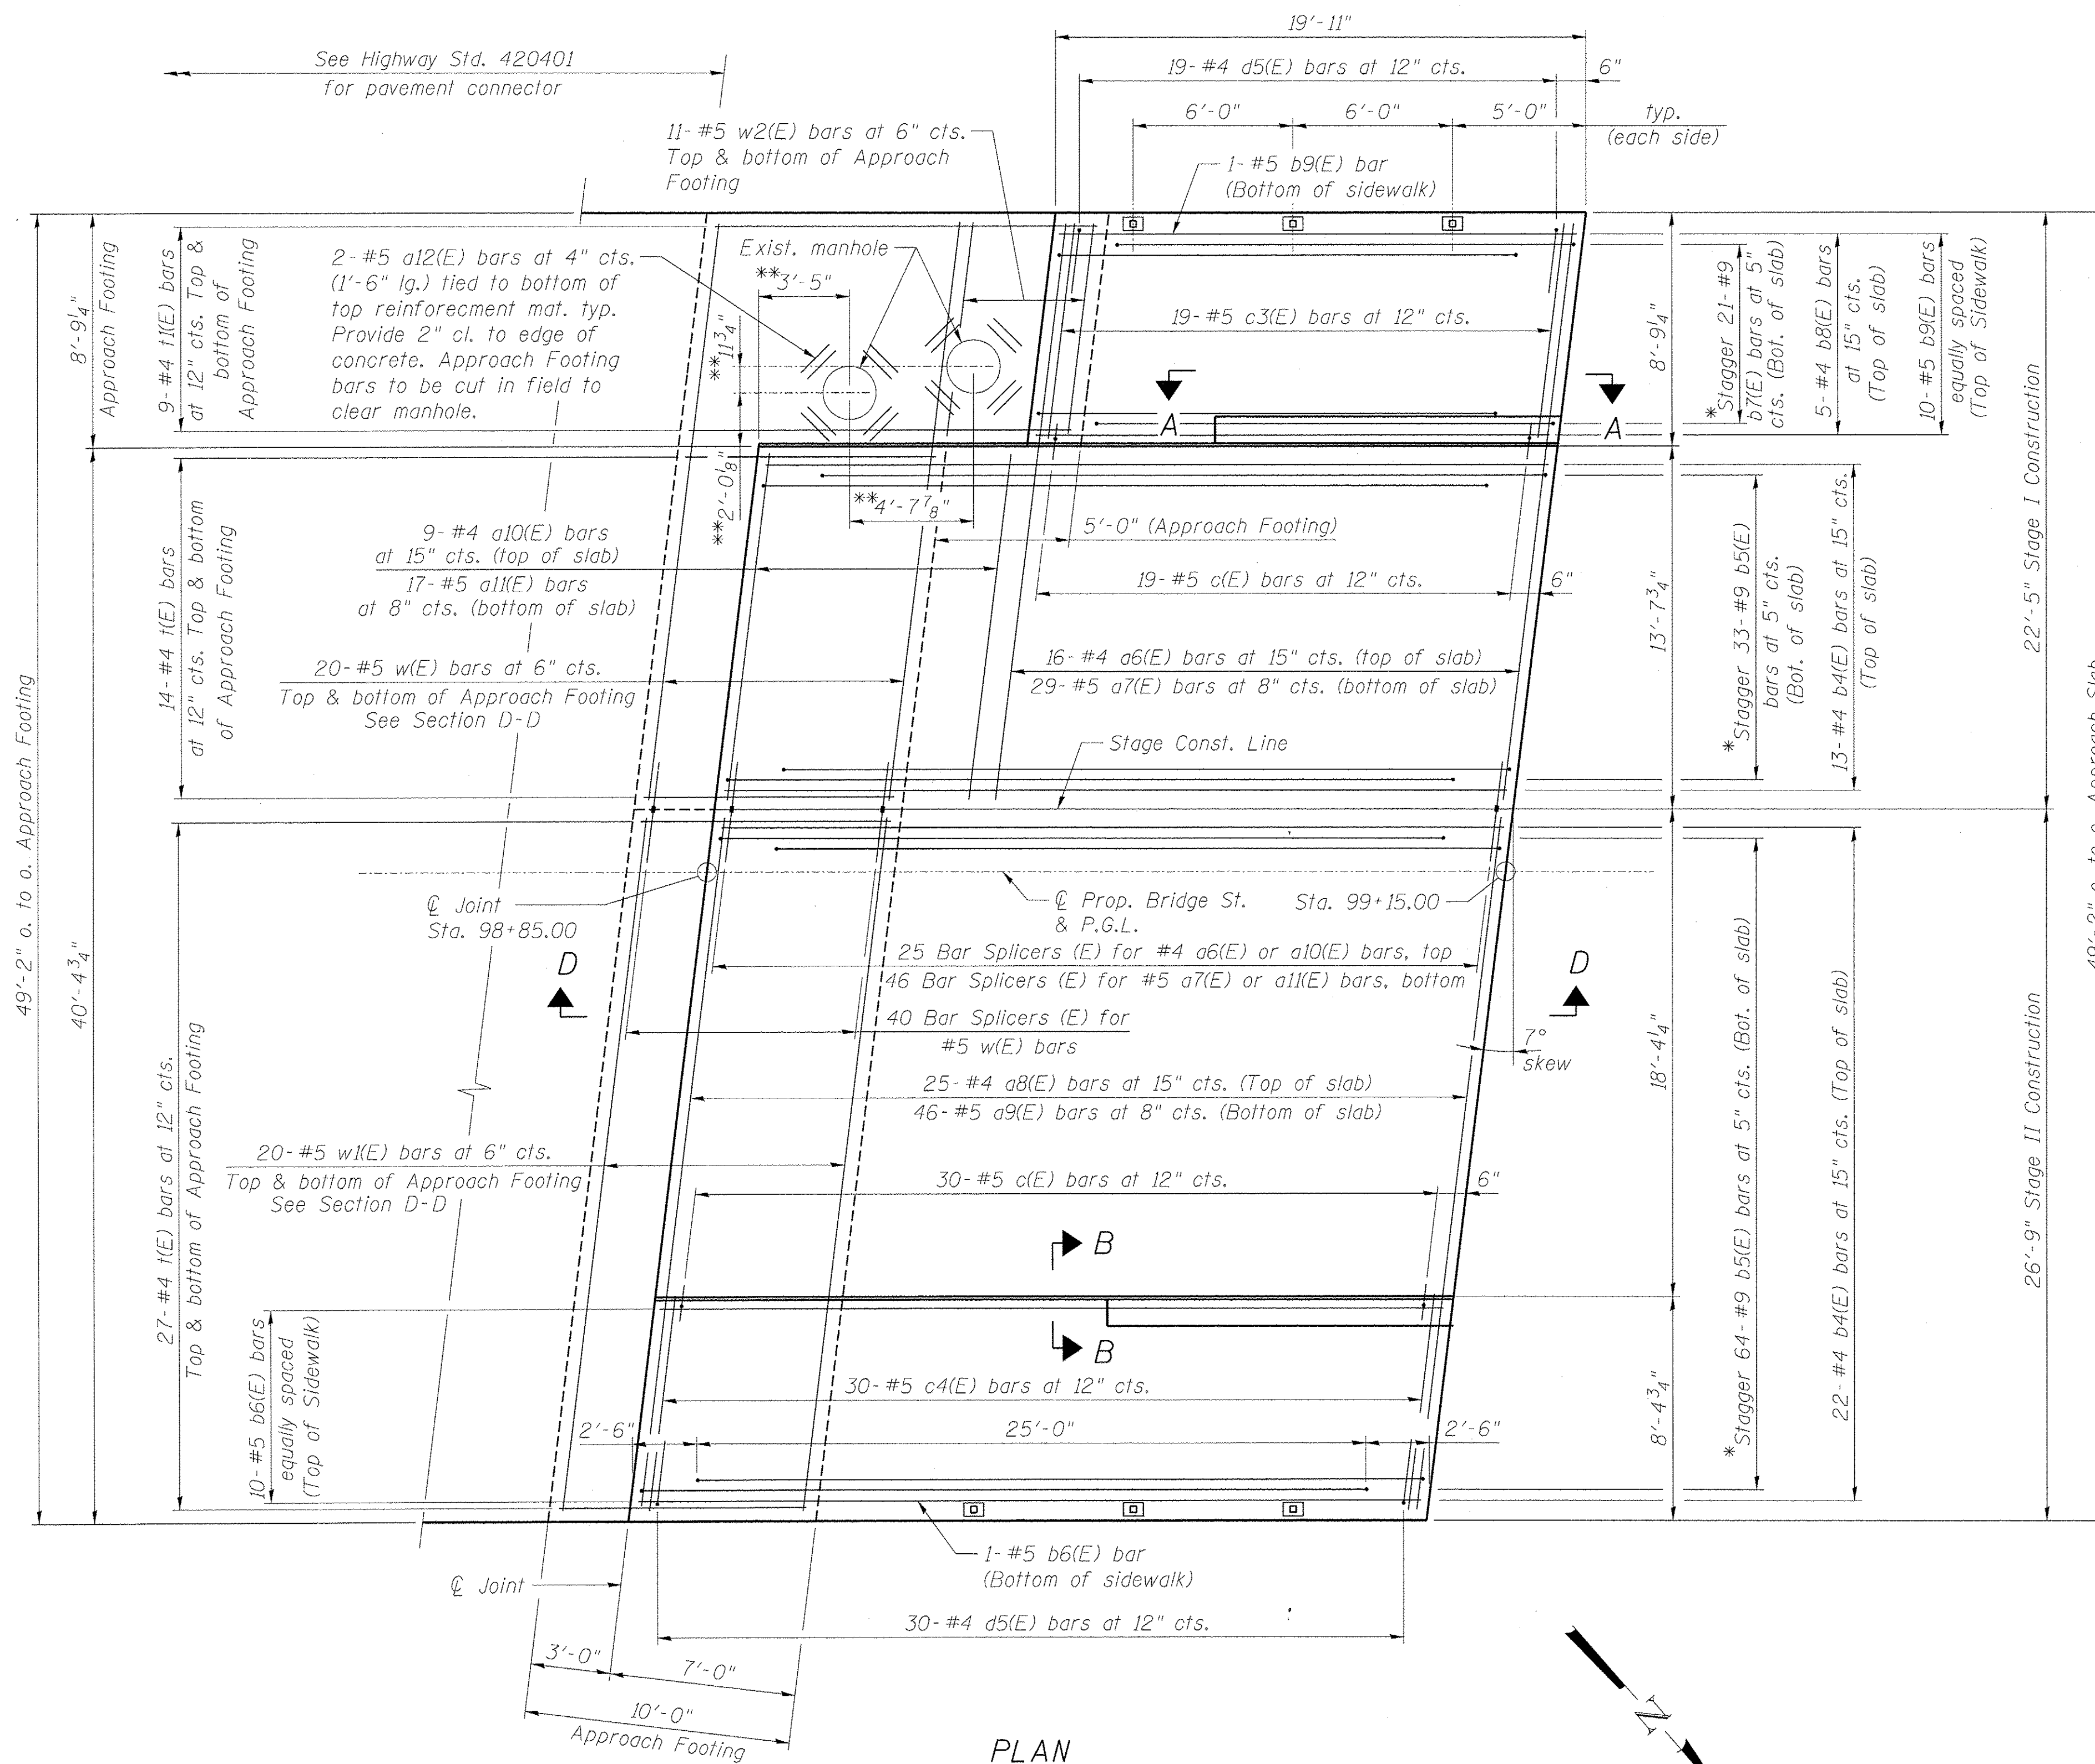 19'-11"
See Highway Std. 420401
for pavement connector
19-#4 d5(E) bars at 12" cts.
6"
6'-0"
6'-0"
5'-0"
typ.
(each side)
11-#5 w2(E) bars at 6" cts.
Top & bottom of Approach
Footing
1-#5 b9(E) bar
(Bottom of sidewalk)
8'-9¼"
Approach Footing
9-#4 t1(E) bars
at 12" cts. Top &
bottom of
Approach Footing
2-#5 a12(E) bars at 4" cts.
(1'-6" lg.) tied to bottom of
top reinforecment mat. typ.
Provide 2" cl. to edge of
concrete. Approach Footing
bars to be cut in field to
clear manhole.
Exist. manhole
**3'-5"
**11¾"
19-#5 c3(E) bars at 12" cts.
A
A
8'-9¼"
*Stagger 21-#9
b7(E) bars at 5"
cts. (Bot. of slab)
5-#4 b8(E) bars
at 15" cts.
(Top of slab)
10-#5 b9(E) bars
equally spaced
(Top of Sidewalk)
22'-5" Stage I Construction
**2'-0⅛"
**4'-7⅞"
5'-0" (Approach Footing)
14-#4 t(E) bars
at 12" cts. Top & bottom
of Approach Footing
9-#4 a10(E) bars
at 15" cts. (top of slab)
17-#5 a11(E) bars
at 8" cts. (bottom of slab)
19-#5 c(E) bars at 12" cts.
6"
13'-7¾"
*Stagger 33-#9 b5(E)
bars at 5" cts.
(Bot. of slab)
13-#4 b4(E) bars at 15" cts.
(Top of slab)
20-#5 w(E) bars at 6" cts.
Top & bottom of Approach Footing
See Section D-D
16-#4 a6(E) bars at 15" cts. (top of slab)
29-#5 a7(E) bars at 8" cts. (bottom of slab)
Stage Const. Line
49'-2" o. to o. Approach Footing
40'-4¾"
℄ Joint
Sta. 98+85.00
℄ Prop. Bridge St.
& P.G.L.
Sta. 99+15.00
25 Bar Splicers (E) for #4 a6(E) or a10(E) bars, top
46 Bar Splicers (E) for #5 a7(E) or a11(E) bars, bottom
D
D
40 Bar Splicers (E) for
#5 w(E) bars
7°
skew
25-#4 a8(E) bars at 15" cts. (Top of slab)
46-#5 a9(E) bars at 8" cts. (Bottom of slab)
18'-4¼"
*Stagger 64-#9 b5(E) bars at 5" cts. (Bot. of slab)
22-#4 b4(E) bars at 15" cts. (Top of slab)
26'-9" Stage II Construction
27-#4 t(E) bars at 12" cts.
Top & bottom of Approach Footing
20-#5 w1(E) bars at 6" cts.
Top & bottom of Approach Footing
See Section D-D
30-#5 c(E) bars at 12" cts.
6"
B
B
10-#5 b6(E) bars
equally spaced
(Top of Sidewalk)
30-#5 c4(E) bars at 12" cts.
2'-6"
25'-0"
2'-6"
8'-4¾"
1-#5 b6(E) bar
(Bottom of sidewalk)
℄ Joint
30-#4 d5(E) bars at 12" cts.
3'-0"
7'-0"
10'-0"
Approach Footing
PLAN
N